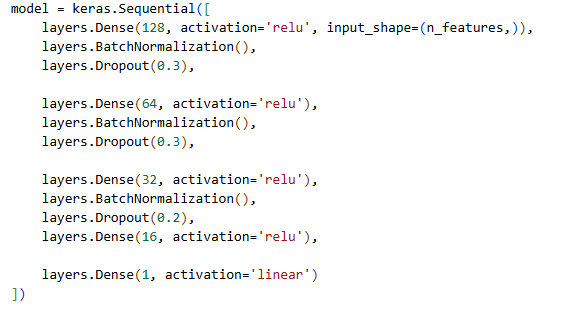 model = keras.Sequential([
    layers.Dense(128, activation='relu', input_shape=(n_features,)),
    layers.BatchNormalization(),
    layers.Dropout(0.3),

    layers.Dense(64, activation='relu'),
    layers.BatchNormalization(),
    layers.Dropout(0.3),

    layers.Dense(32, activation='relu'),
    layers.BatchNormalization(),
    layers.Dropout(0.2),
    layers.Dense(16, activation='relu'),

    layers.Dense(1, activation='linear')
])